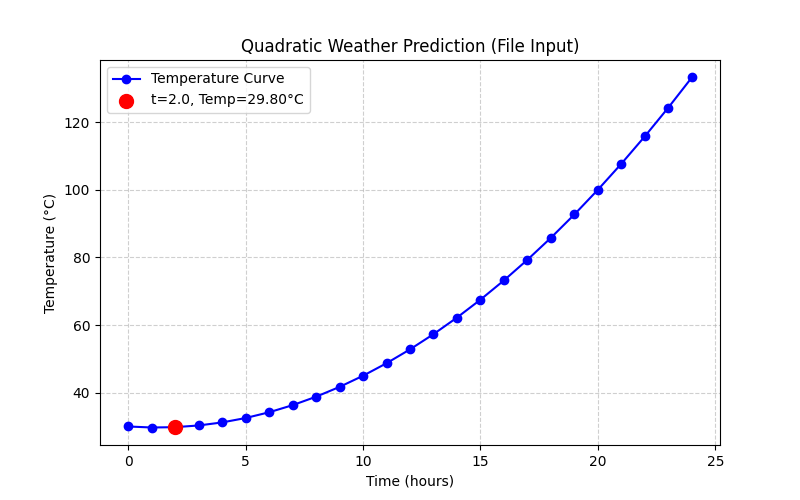 Quadratic Weather Prediction (File Input)
Temperature Curve
t=2.0, Temp=29.80°C
Temperature (°C)
120
100
80
60
40
0 5 10 15 20 25
Time (hours)